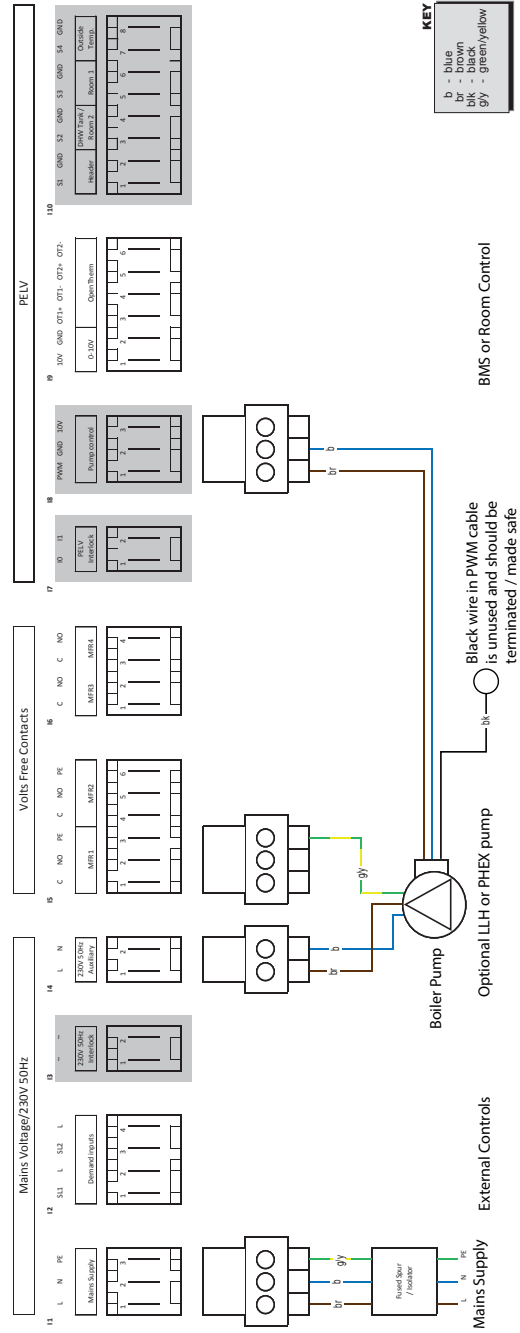 Mains Voltage/230V 50Hz
Volts Free Contacts
PELV
I1
L N PE
Mains Supply
1 2 3
I2
SL1 L SL2 L
Demand inputs
1 2 3 4
I3
~ ~
230V 50Hz
Interlock
1 2
I4
L N
230V 50Hz
Auxiliary
1 2
I5
C NO PE C NO PE
MFR1 MFR2
1 2 3 4 5 6
I6
C NO C NO
MFR3 MFR4
1 2 3 4
I7
I0 I1
PELV
Interlock
1 2
I8
PWM GND 10V
Pump control
1 2 3
I9
10V GND OT1+ OT1- OT2+ OT2-
0-10V OpenTherm
1 2 3 4 5 6
I10
S1 GND S2 GND S3 GND S4 GND
Header
DHW Tank /
Room 2
Room 1
Outside
Temp.
1 2 3 4 5 6 7 8
br b g/y
Fused Spur
/ Isolator
L N PE
Mains Supply
External Controls
br b
g/y
Boiler Pump
Optional LLH or PHEX pump
br b
bk
Black wire in PWM cable
is unused and should be
terminated / made safe
BMS or Room Control
KEY
b - blue
br - brown
blk - black
g/y - green/yellow